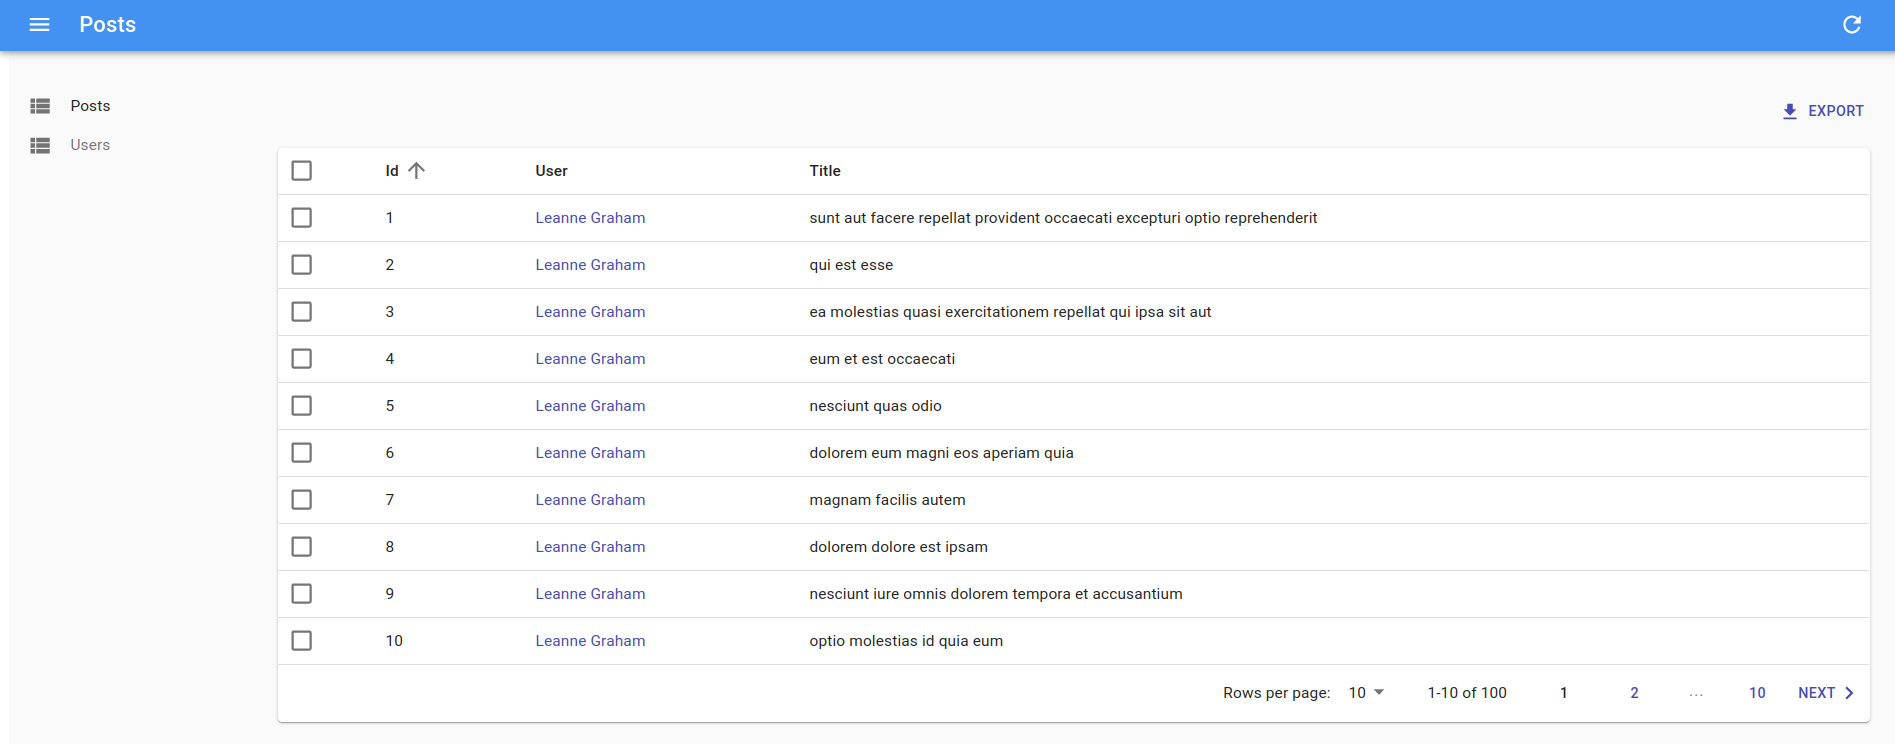 Posts
Posts
Users
EXPORT
Id User Title
1 Leanne Graham sunt aut facere repellat provident occaecati excepturi optio reprehenderit
2 Leanne Graham qui est esse
3 Leanne Graham ea molestias quasi exercitationem repellat qui ipsa sit aut
4 Leanne Graham eum et est occaecati
5 Leanne Graham nesciunt quas odio
6 Leanne Graham dolorem eum magni eos aperiam quia
7 Leanne Graham magnam facilis autem
8 Leanne Graham dolorem dolore est ipsam
9 Leanne Graham nesciunt iure omnis dolorem tempora et accusantium
10 Leanne Graham optio molestias id quia eum
Rows per page: 10 1-10 of 100 1 2 ... 10 NEXT